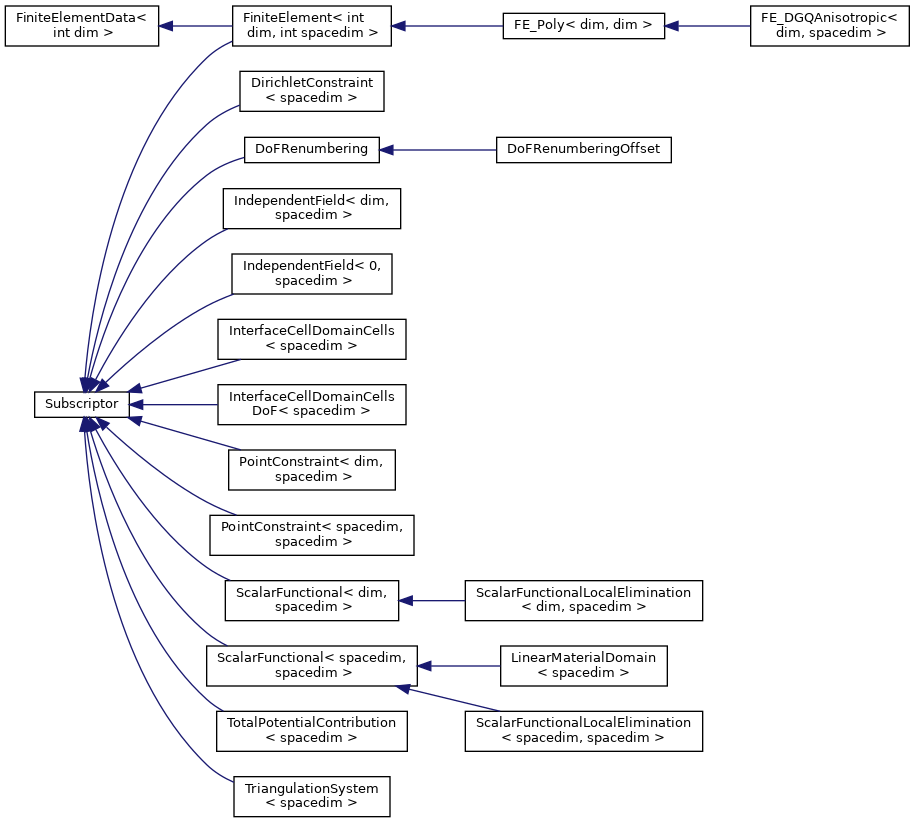 FiniteElementData<
int dim >
FiniteElement< int
dim, int spacedim >
FE_Poly< dim, dim >
FE_DGQAnisotropic<
dim, spacedim >
DirichletConstraint
< spacedim >
DoFRenumbering
DoFRenumberingOffset
IndependentField< dim,
spacedim >
IndependentField< 0,
spacedim >
InterfaceCellDomainCells
< spacedim >
Subscriptor
InterfaceCellDomainCells
DoF< spacedim >
PointConstraint< dim,
spacedim >
PointConstraint< spacedim,
spacedim >
ScalarFunctional< dim,
spacedim >
ScalarFunctionalLocalElimination
< dim, spacedim >
ScalarFunctional< spacedim,
spacedim >
LinearMaterialDomain
< spacedim >
TotalPotentialContribution
< spacedim >
ScalarFunctionalLocalElimination
< spacedim, spacedim >
TriangulationSystem
< spacedim >